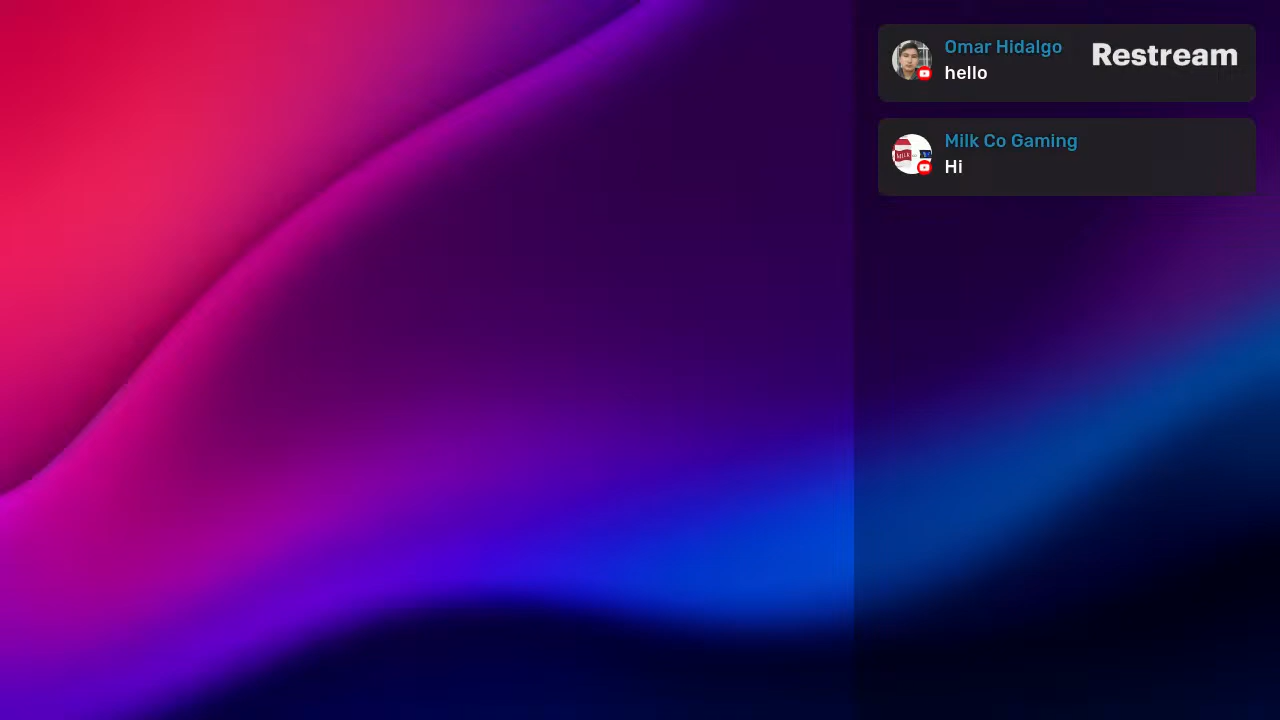 Omar Hidalgo
Restream
hello
Milk Co Gaming
Hi